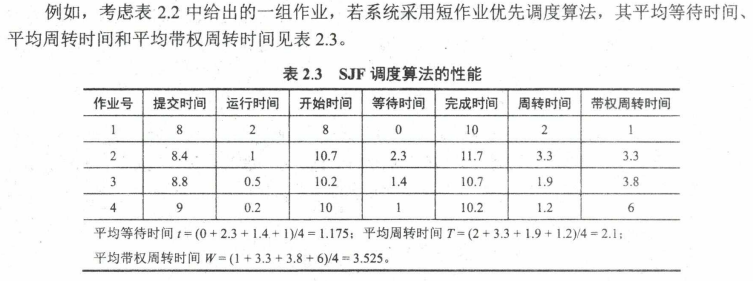 例如，考虑表 2.2 中给出的一组作业，若系统采用短作业优先调度算法，其平均等待时间、
平均周转时间和平均带权周转时间见表 2.3。
表 2.3 SJF 调度算法的性能
作业号 提交时间 运行时间 开始时间 等待时间 完成时间 周转时间 带权周转时间
1 8 2 8 0 10 2 1
2 8.4 1 10.7 2.3 11.7 3.3 3.3
3 8.8 0.5 10.2 1.4 10.7 1.9 3.8
4 9 0.2 10 1 10.2 1.2 6
平均等待时间 t = (0 + 2.3 + 1.4 + 1)/4 = 1.175；平均周转时间 T = (2 + 3.3 + 1.9 + 1.2)/4 = 2.1；
平均带权周转时间 W = (1 + 3.3 + 3.8 + 6)/4 = 3.525。